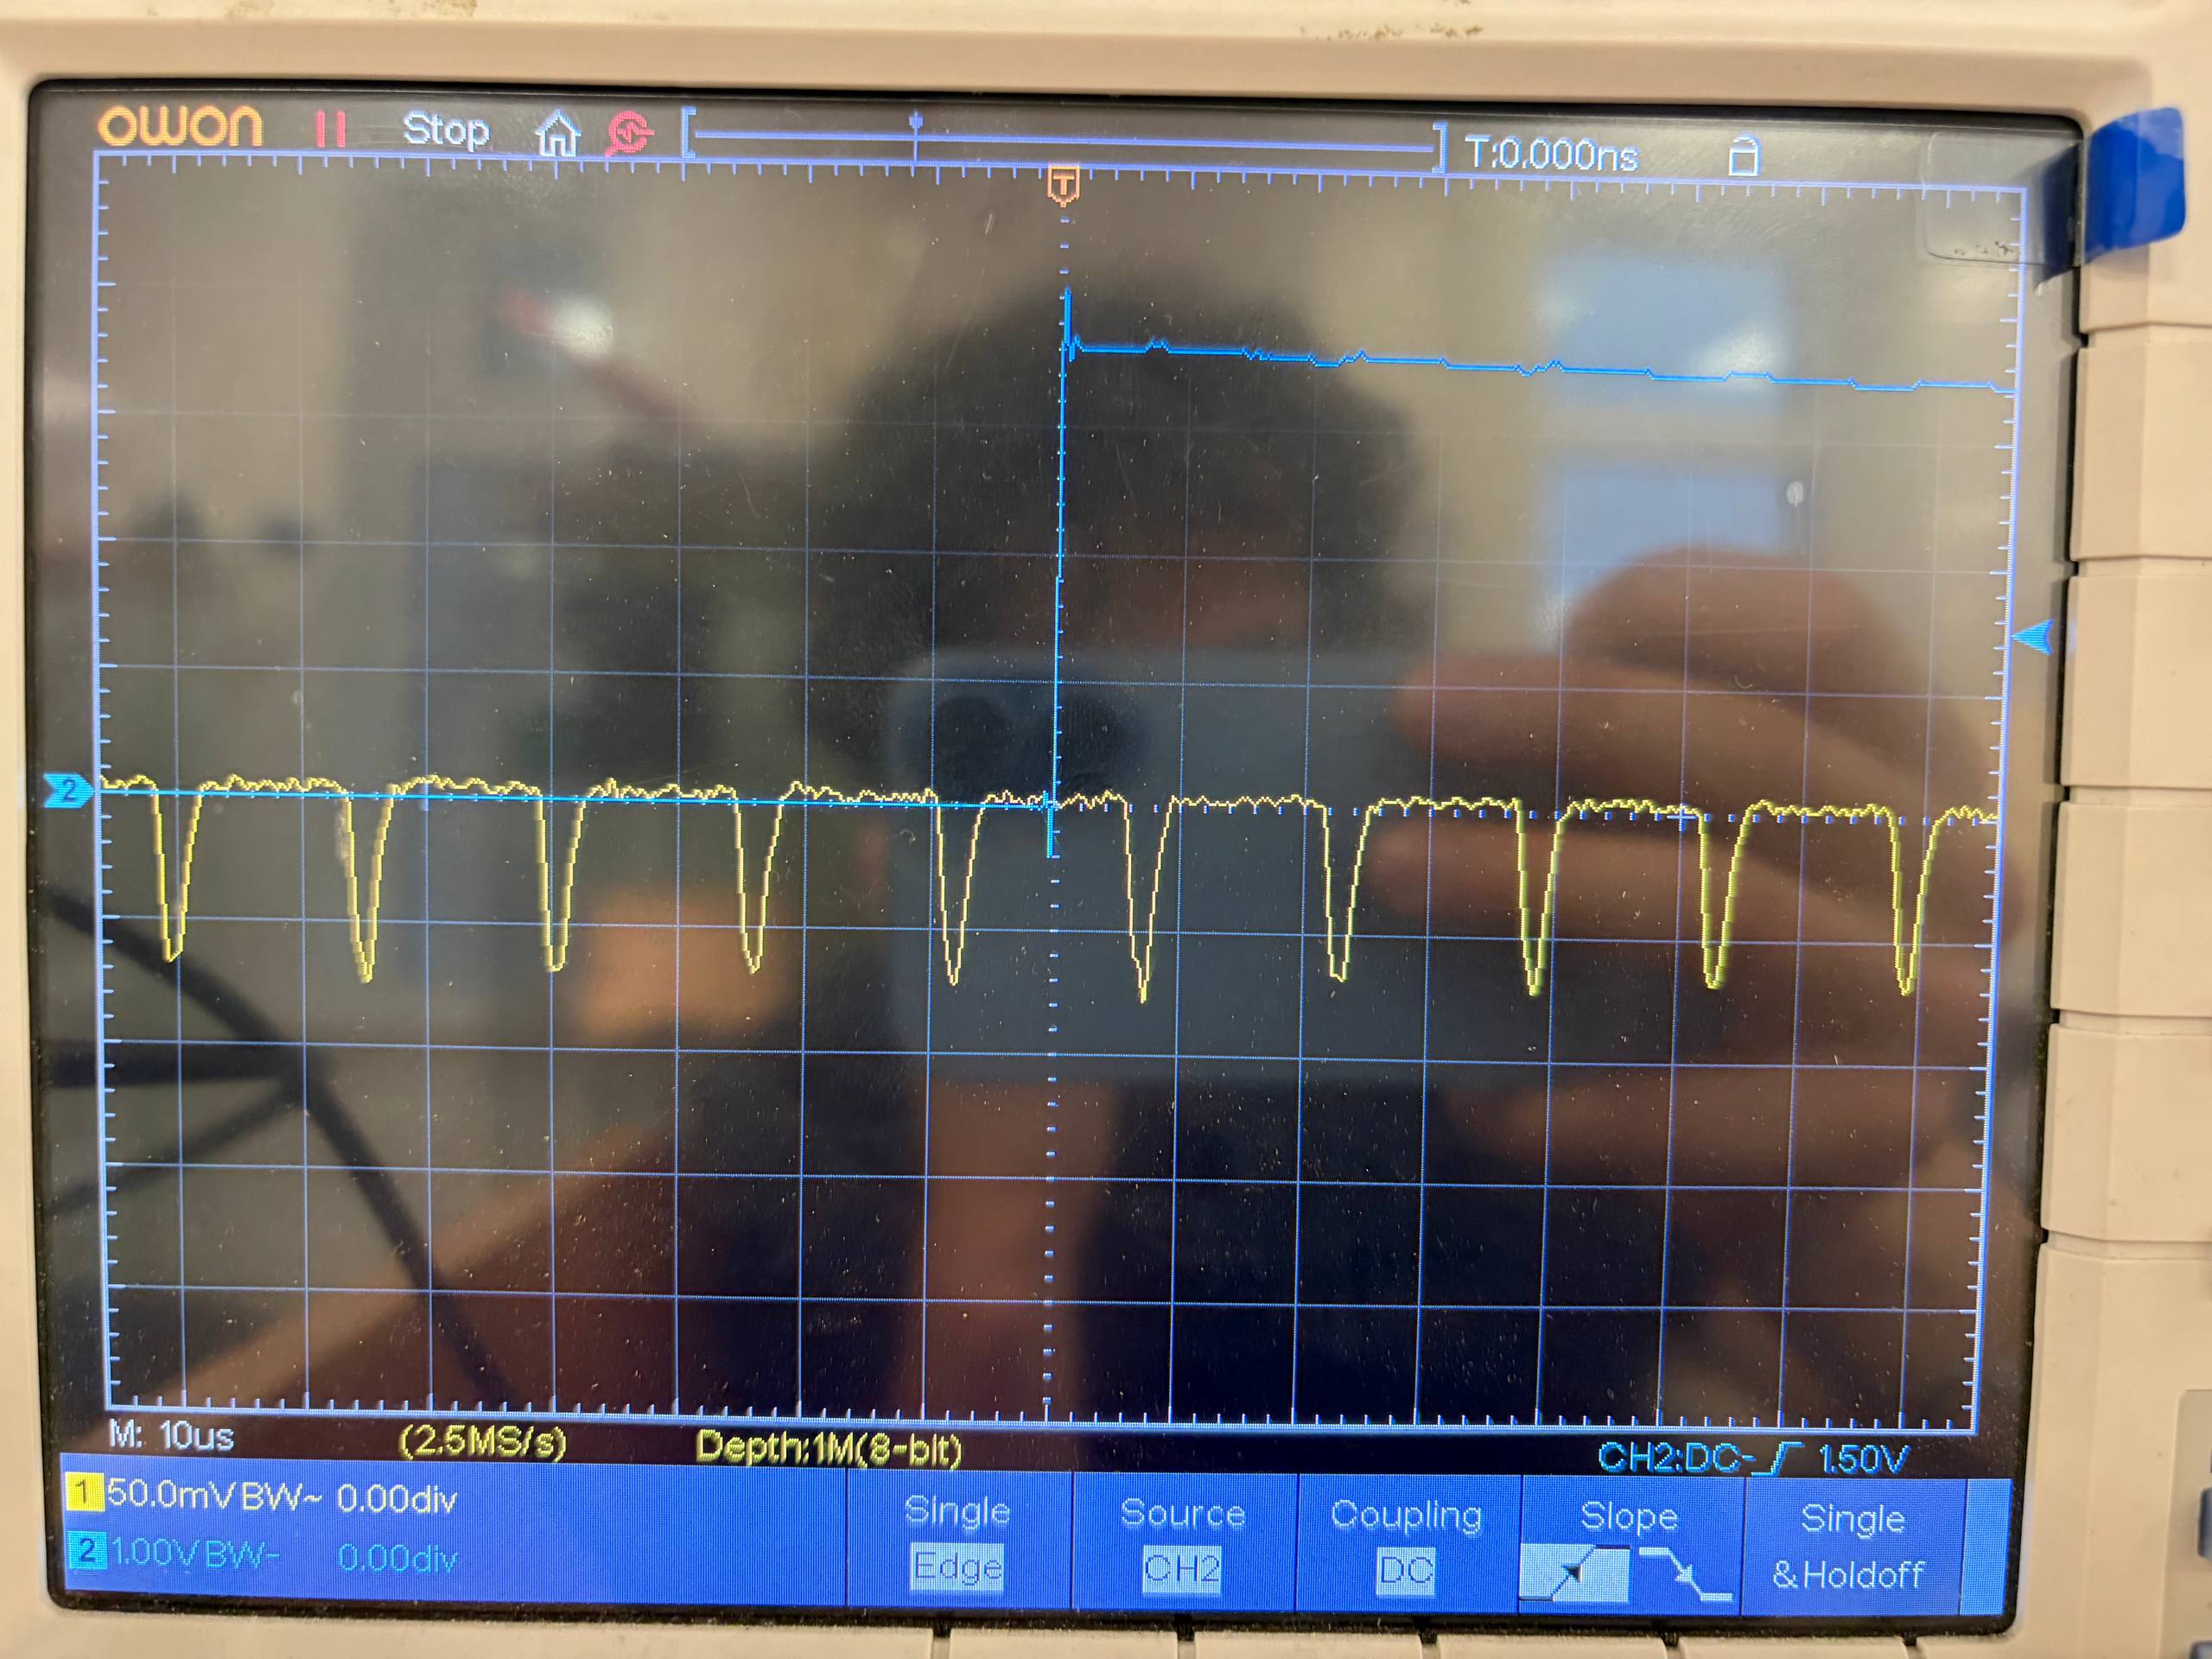 owon Stop T:0.000ns
T
2
M: 10us (2.5MS/s) Depth:1M(8-bit) CH2:DC- 1.50V
1 50.0mV BW~ 0.00div
2 1.00V BW- 0.00div
Single Source Coupling Slope Single
Edge CH2 DC &Holdoff